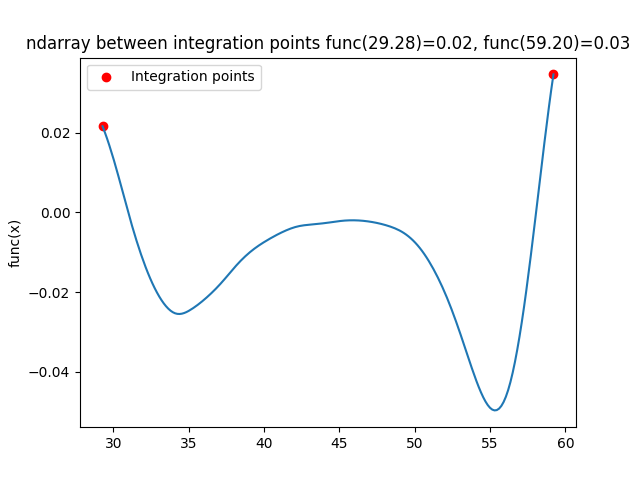 ndarray between integration points func(29.28)=0.02, func(59.20)=0.03
Integration points
func(x)
0.02
0.00
−0.02
−0.04
30 35 40 45 50 55 60